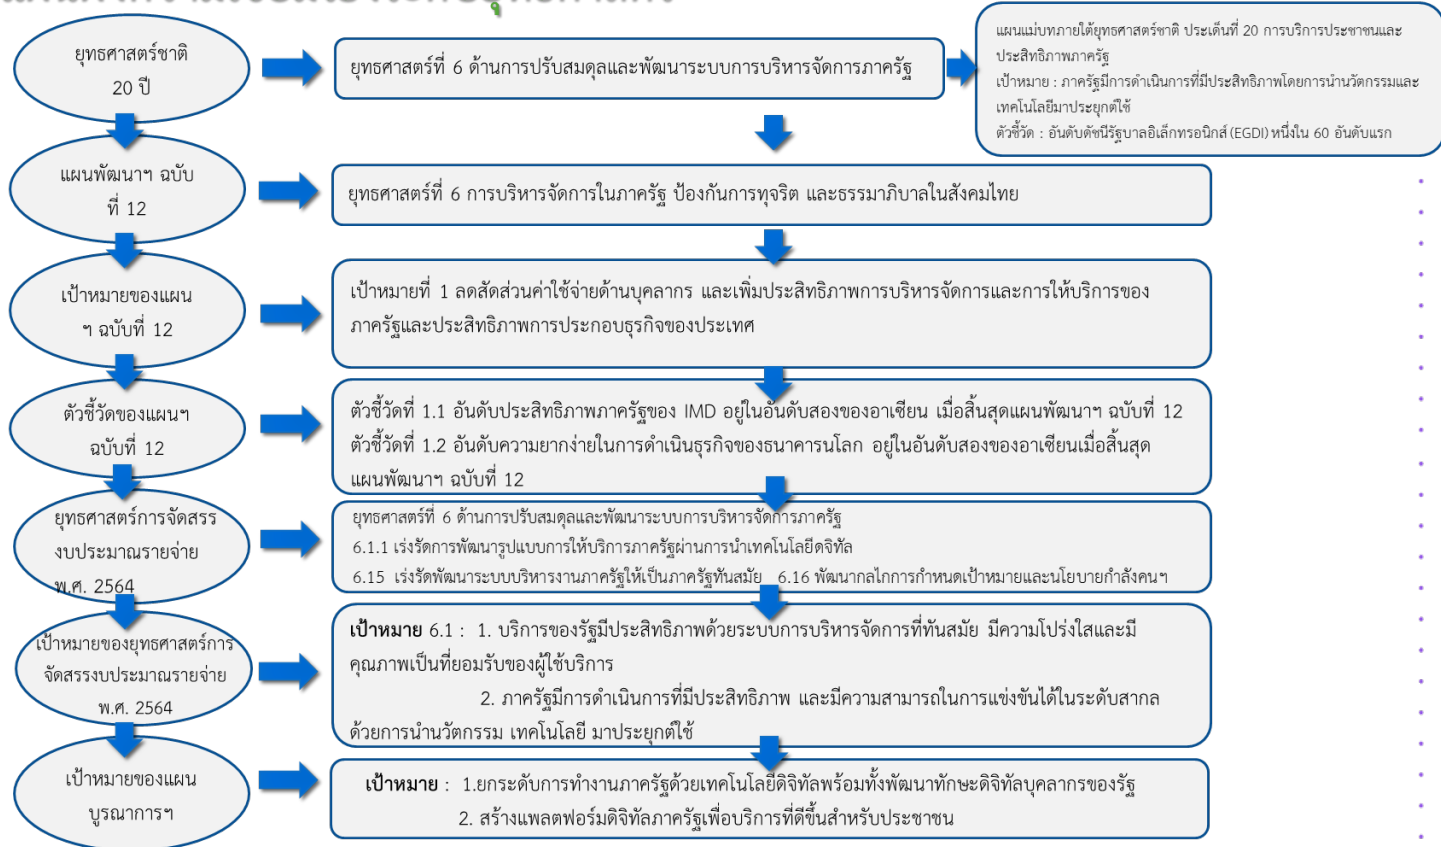 ยุทธศาสตร์ชาติ
20 ปี
ยุทธศาสตร์ที่ 6 ด้านการปรับสมดุลและพัฒนาระบบการบริหารจัดการภาครัฐ
แผนแม่บทภายใต้ยุทธศาสตร์ชาติ ประเด็นที่ 20 การบริการประชาชนและ
ประสิทธิภาพภาครัฐ
เป้าหมาย : ภาครัฐมีการดำเนินการที่มีประสิทธิภาพโดยการนำนวัตกรรมและ
เทคโนโลยีมาประยุกต์ใช้
ตัวชี้วัด : อันดับดัชนีรัฐบาลอิเล็กทรอนิกส์ (EGDI) หนึ่งใน 60 อันดับแรก
แผนพัฒนาฯ ฉบับ
ที่ 12
ยุทธศาสตร์ที่ 6 การบริหารจัดการในภาครัฐ ป้องกันการทุจริต และธรรมาภิบาลในสังคมไทย
เป้าหมายของแผน
ฯ ฉบับที่ 12
เป้าหมายที่ 1 ลดสัดส่วนค่าใช้จ่ายด้านบุคลากร และเพิ่มประสิทธิภาพการบริหารจัดการและการให้บริการของ
ภาครัฐและประสิทธิภาพการประกอบธุรกิจของประเทศ
ตัวชี้วัดของแผนฯ
ฉบับที่ 12
ตัวชี้วัดที่ 1.1 อันดับประสิทธิภาพภาครัฐของ IMD อยู่ในอันดับสองของอาเซียน เมื่อสิ้นสุดแผนพัฒนาฯ ฉบับที่ 12
ตัวชี้วัดที่ 1.2 อันดับความยากง่ายในการดำเนินธุรกิจของธนาคารนโลก อยู่ในอันดับสองของอาเซียนเมื่อสิ้นสุด
แผนพัฒนาฯ ฉบับที่ 12
ยุทธศาสตร์การจัดสรร
งบประมาณรายจ่าย
พ.ศ. 2564
ยุทธศาสตร์ที่ 6 ด้านการปรับสมดุลและพัฒนาระบบการบริหารจัดการภาครัฐ
6.1.1 เร่งรัดการพัฒนารูปแบบการให้บริการภาครัฐผ่านการนำเทคโนโลยีดจิทัล
6.15 เร่งรัดพัฒนาระบบบริหารงานภาครัฐให้เป็นภาครัฐทันสมัย 6.16 พัฒนากลไกการกำหนดเป้าหมายและนโยบายกำลังคนฯ
เป้าหมายของยุทธศาสตร์การ
จัดสรรงบประมาณรายจ่าย
พ.ศ. 2564
เป้าหมาย 6.1 : 1. บริการของรัฐมีประสิทธิภาพด้วยระบบการบริหารจัดการที่ทันสมัย มีความโปร่งใสและมี
คุณภาพเป็นที่ยอมรับของผู้ใช้บริการ
2. ภาครัฐมีการดำเนินการที่มีประสิทธิภาพ และมีความสามารถในการแข่งขันได้ในระดับสากล
ด้วยการนำนวัตกรรม เทคโนโลยี มาประยุกต์ใช้
เป้าหมายของแผน
บูรณาการฯ
เป้าหมาย : 1.ยกระดับการทำงานภาครัฐด้วยเทคโนโลยีดิจิทัลพร้อมทั้งพัฒนาทักษะดิจิทัลบุคลากรของรัฐ
2. สร้างแพลตฟอร์มดิจิทัลภาครัฐเพื่อบริการที่ดีขึ้นสำหรับประชาชน